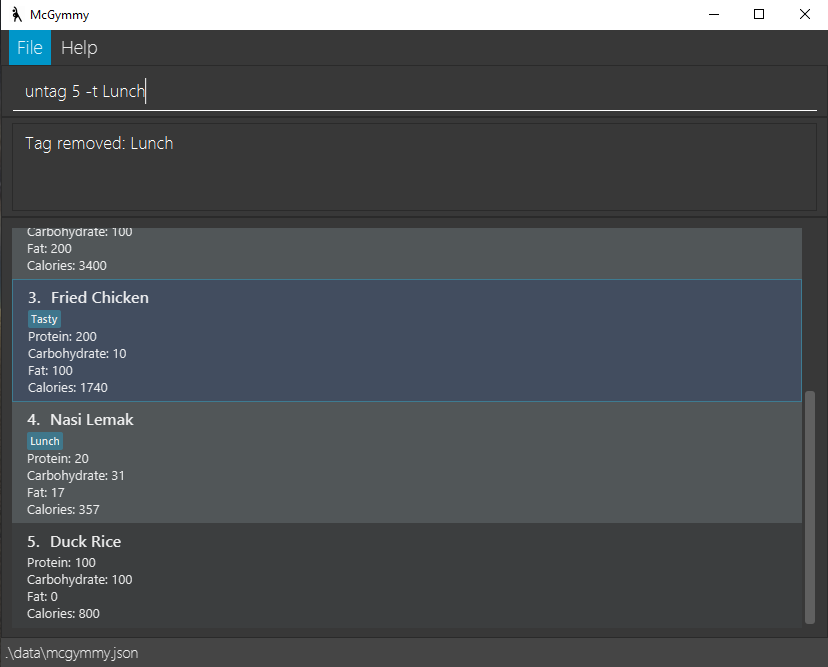 McGymmy
File Help
untag 5 -t Lunch
Tag removed: Lunch
Carbohydrate: 100
Fat: 200
Calories: 3400
3. Fried Chicken
Tasty
Protein: 200
Carbohydrate: 10
Fat: 100
Calories: 1740
4. Nasi Lemak
Lunch
Protein: 20
Carbohydrate: 31
Fat: 17
Calories: 357
5. Duck Rice
Protein: 100
Carbohydrate: 100
Fat: 0
Calories: 800
.\data\mcgymmy.json